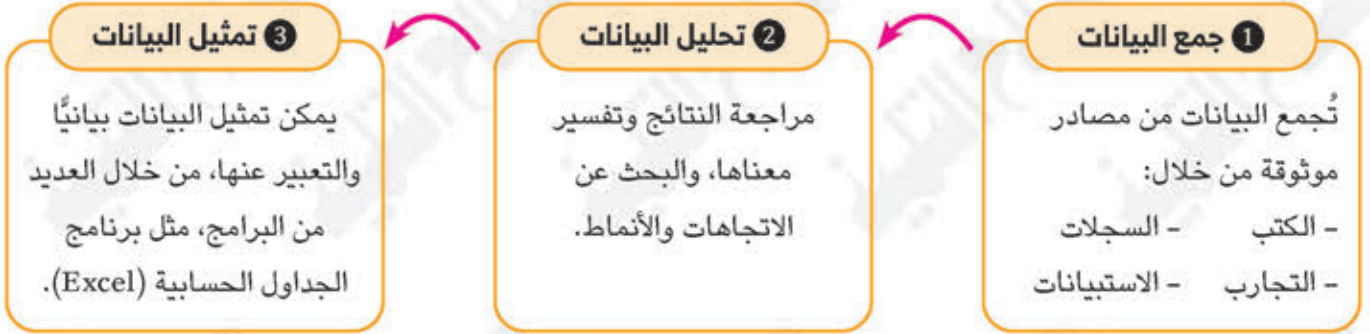 ❶ جمع البيانات
تُجمع البيانات من مصادر
موثوقة من خلال:
- الكتب - السجلات
- التجارب - الاستبيانات
❷ تحليل البيانات
مراجعة النتائج وتفسير
معناها، والبحث عن
الاتجاهات والأنماط.
❸ تمثيل البيانات
يمكن تمثيل البيانات بيانيًّا
والتعبير عنها، من خلال العديد
من البرامج، مثل برنامج
الجداول الحسابية (Excel).